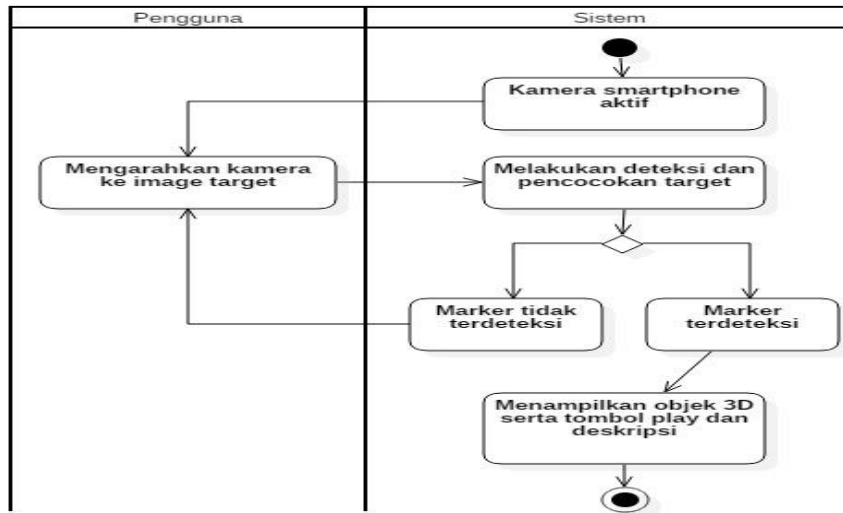 Pengguna
Sistem
Kamera smartphone
aktif
Mengarahkan kamera
ke image target
Melakukan deteksi dan
pencocokan target
Marker tidak
terdeteksi
Marker
terdeteksi
Menampilkan objek 3D
serta tombol play dan
deskripsi